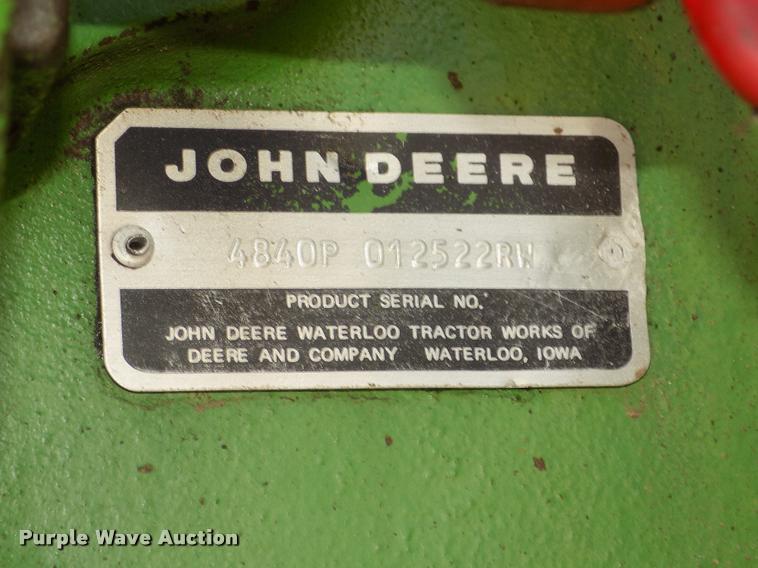 JOHN DEERE
4840P 012522RW
PRODUCT SERIAL NO.
JOHN DEERE WATERLOO TRACTOR WORKS OF
DEERE AND COMPANY WATERLOO, IOWA
Purple Wave Auction